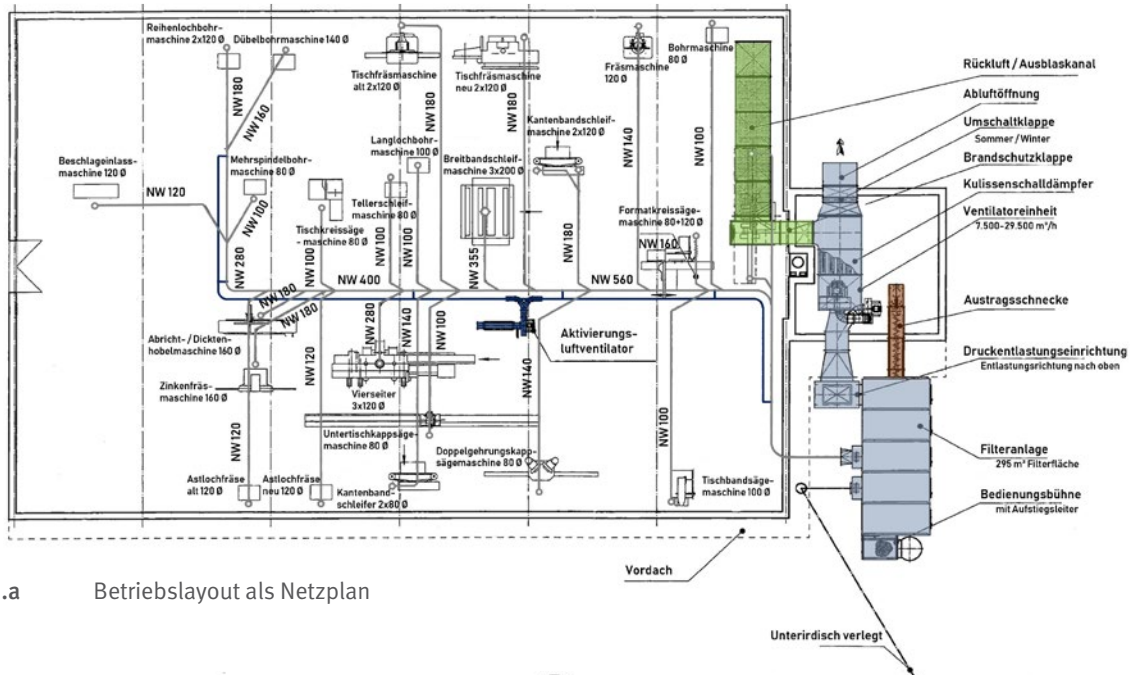 Reihenlochbohr-
maschine 2x120 Ø
Dübelbohrmaschine 140 Ø
NW 180
NW 160
Beschlageinlass-
maschine 120 Ø
NW 120
Mehrspindelbohr-
maschine 80 Ø
NW 100
NW 280
Tischfräsmaschine
alt 2x120 Ø
NW 180
Tischfräsmaschine
neu 2x120 Ø
NW 180
Fräsmaschine
120 Ø
NW 140
Bohrmaschine
80 Ø
NW 100
Langlochbohr-
maschine 100 Ø
Kantenbandschleif-
maschine 2x120 Ø
Breitbandschleif-
maschine 3x200 Ø
Tellerschleif-
maschine 80 Ø
Tischkreissäge
- maschine 80 Ø
NW 100
NW 100
NW 100
NW 355
NW 180
Formatkreissäge-
maschine 80+120 Ø
NW 160
NW 400
NW 560
NW 180
NW 180
Abricht- / Dickten-
hobelmaschine 160 Ø
Zinkenfräs-
maschine 160 Ø
NW 120
NW 120
NW 280
NW 140
NW 100
NW 140
NW 100
Aktivierungs-
luftventilator
Vierseiter
3x120 Ø
Untertischkappsäge-
maschine 80 Ø
Doppelgehrungskapp-
sägemaschine 80 Ø
Astlochfräse
alt 120 Ø
Astlochfräse
neu 120 Ø
Kantenband-
schleifer 2x80 Ø
Tischbandsäge-
maschine 100 Ø
Rückluft / Ausblaskanal
Abluftöffnung
Umschaltklappe
Sommer / Winter
Brandschutzklappe
Kulissenschalldämpfer
Ventilatoreinheit
7.500-29.500 m³/h
Austragsschnecke
Druckentlastungseinrichtung
Entlastungsrichtung nach oben
Filteranlage
295 m² Filterfläche
Bedienungsbühne
mit Aufstiegsleiter
Vordach
Unterirdisch verlegt
.a Betriebslayout als Netzplan